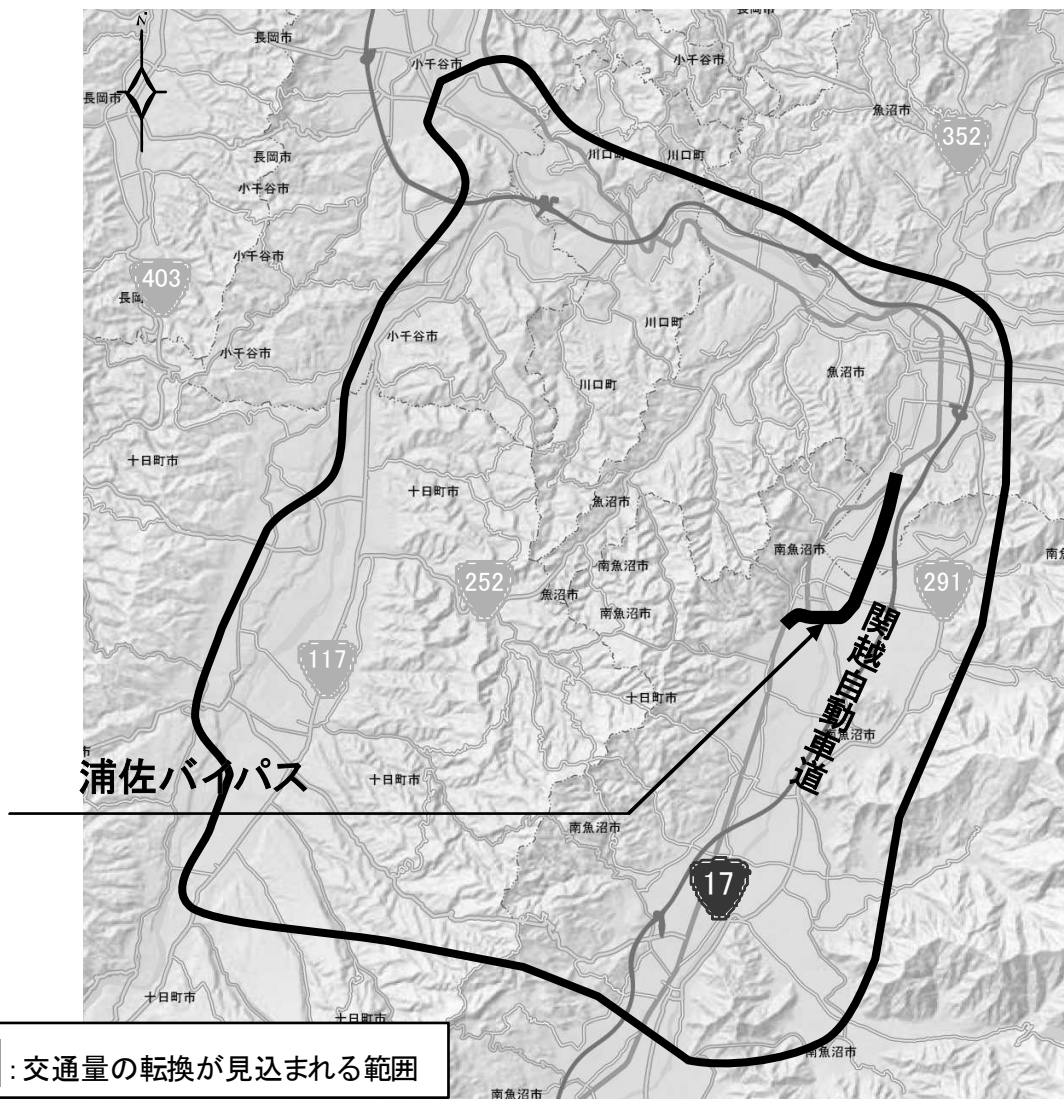 長岡市
小千谷市
小千谷市
長岡市
魚沼市
352
長岡市
川口町
川口町
小千谷市
小千谷市
403
長岡
川口町
小千谷市
小千谷市
魚沼市
川口町
十日町市
十日町市
魚沼市
南魚沼市
南魚沼市
252
291
魚沼市
南魚沼市
関越自動車道
117
十日町市
南魚沼市
浦佐バイパス
十日町市
南魚沼市
17
十日町市
十日町市
南魚沼市
:交通量の転換が見込まれる範囲
南魚沼市